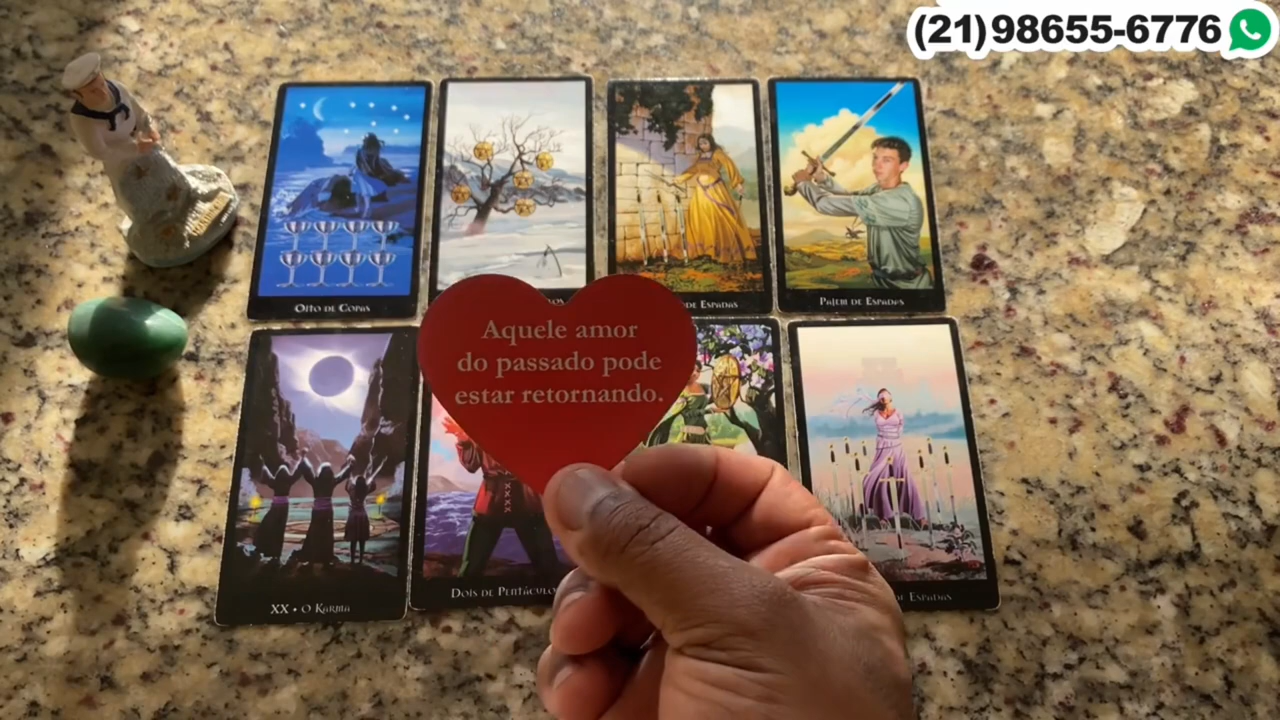 (21)98655-6776
OITO DE COPAS
DE ESPADAS
PAJEM DE ESPADAS
Aquele amor
do passado pode
estar retornando.
XX • O KARMA
DOIS DE PENTÁCULO
DE ESPADAS